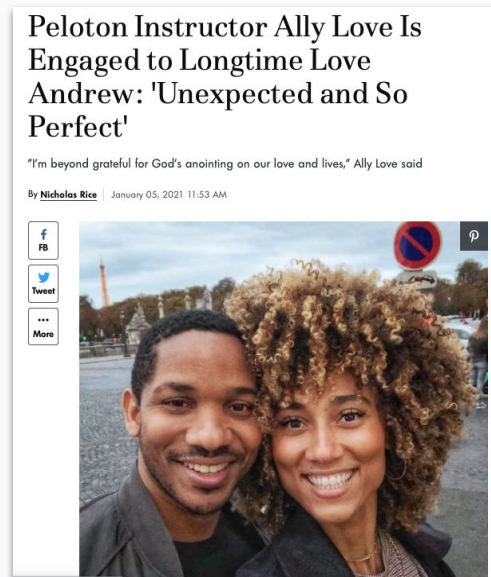 Peloton Instructor Ally Love Is
Engaged to Longtime Love
Andrew: 'Unexpected and So
Perfect'
"I'm beyond grateful for God's anointing on our love and lives," Ally Love said
By Nicholas Rice January 05, 2021 11:53 AM
FB
Tweet
More